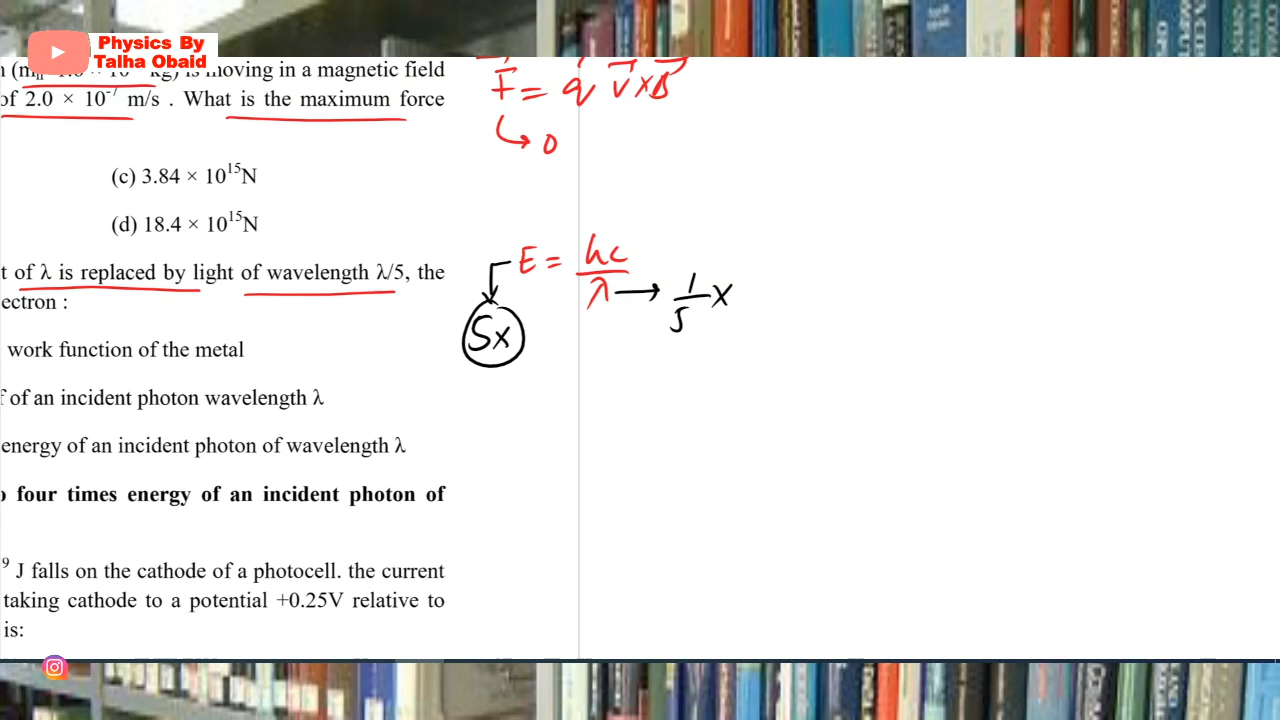 Physics By
Talha Obaid
is moving in a magnetic field
of 2.0 × 10⁻⁷ m/s . What is the maximum force
F = q v×B
→ 0
(c) 3.84 × 10¹⁵N
(d) 18.4 × 10¹⁵N
of λ is replaced by light of wavelength λ/5, the
E = hc/λ → 1/5 x
5x
work function of the metal
of an incident photon wavelength λ
energy of an incident photon of wavelength λ
four times energy of an incident photon of
⁹ J falls on the cathode of a photocell. the current
taking cathode to a potential +0.25V relative to
is: